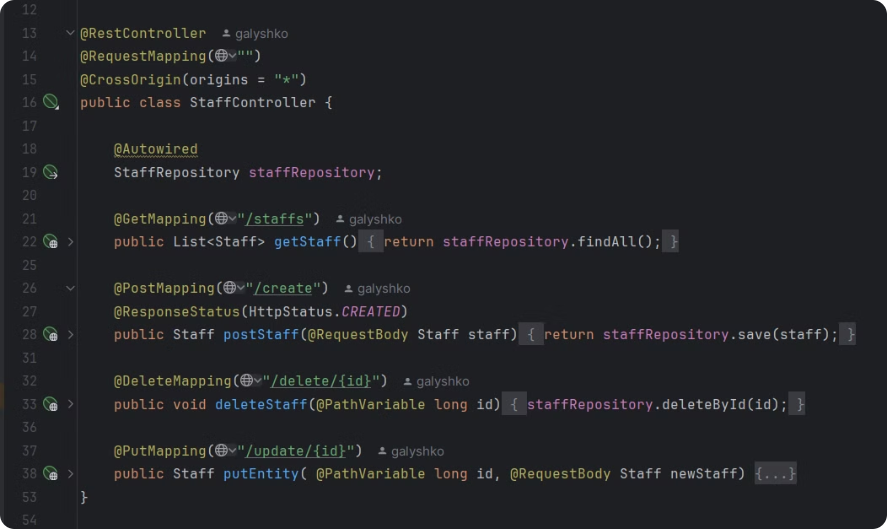 12
13 @RestController galyshko
14 @RequestMapping("")
15 @CrossOrigin(origins = "*")
16 public class StaffController {
17
18 @Autowired
19 StaffRepository staffRepository;
20
21 @GetMapping("/staffs") galyshko
22 public List<Staff> getStaff() { return staffRepository.findAll(); }
25
26 @PostMapping("/create") galyshko
27 @ResponseStatus(HttpStatus.CREATED)
28 public Staff postStaff(@RequestBody Staff staff) { return staffRepository.save(staff); }
31
32 @DeleteMapping("/delete/{id}") galyshko
33 public void deleteStaff(@PathVariable long id) { staffRepository.deleteById(id); }
36
37 @PutMapping("/update/{id}") galyshko
38 public Staff putEntity( @PathVariable long id, @RequestBody Staff newStaff) {...}
53 }
54